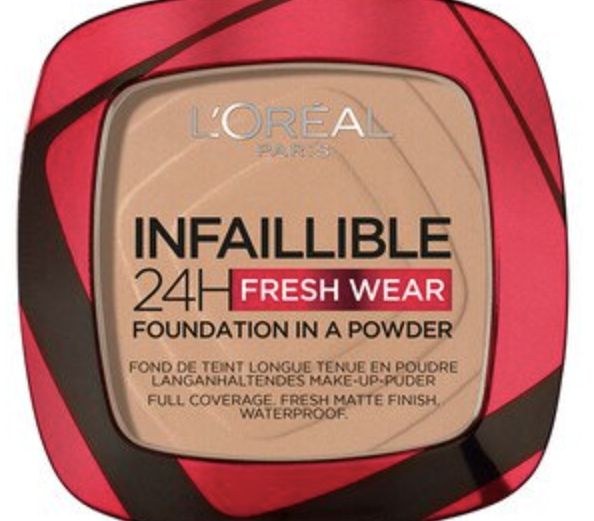 L'ORÉAL
PARIS
INFAILLIBLE
24H FRESH WEAR
FOUNDATION IN A POWDER
FOND DE TEINT LONGUE TENUE EN POUDRE
LANGANHALTENDES MAKE-UP-PUDER
FULL COVERAGE. FRESH MATTE FINISH.
WATERPROOF.